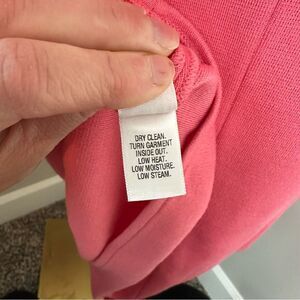 DRY CLEAN.
TURN GARMENT
INSIDE OUT.
LOW HEAT.
LOW MOISTURE.
LOW STEAM.